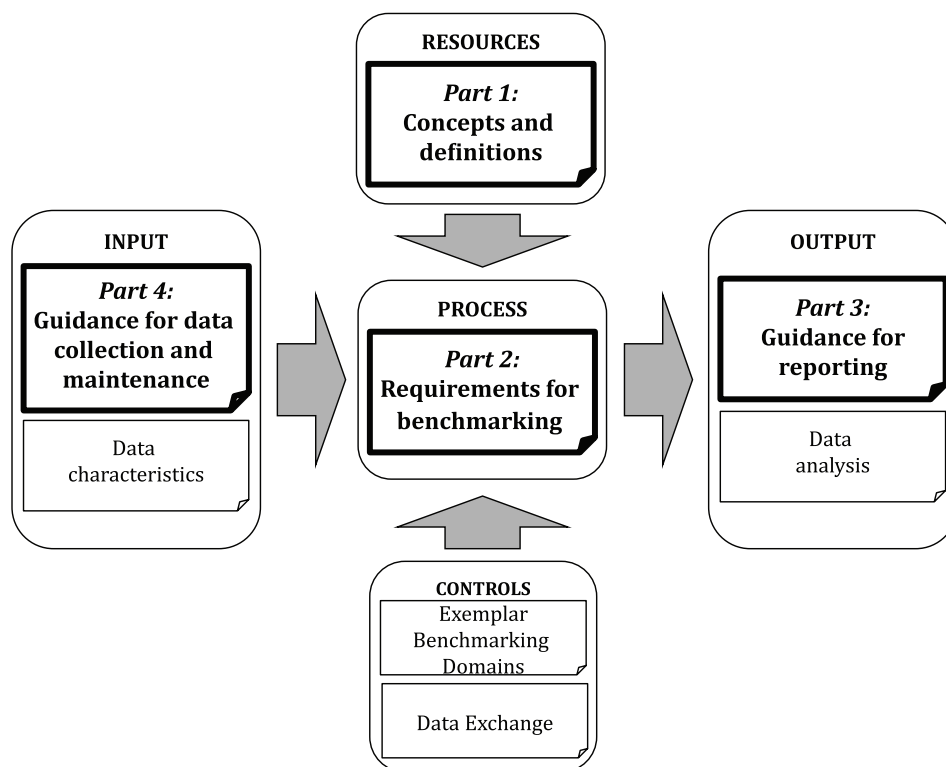 RESOURCES
Part 1:
Concepts and
definitions
INPUT
Part 4:
Guidance for data
collection and
maintenance
Data
characteristics
PROCESS
Part 2:
Requirements for
benchmarking
OUTPUT
Part 3:
Guidance for
reporting
Data
analysis
CONTROLS
Exemplar
Benchmarking
Domains
Data Exchange